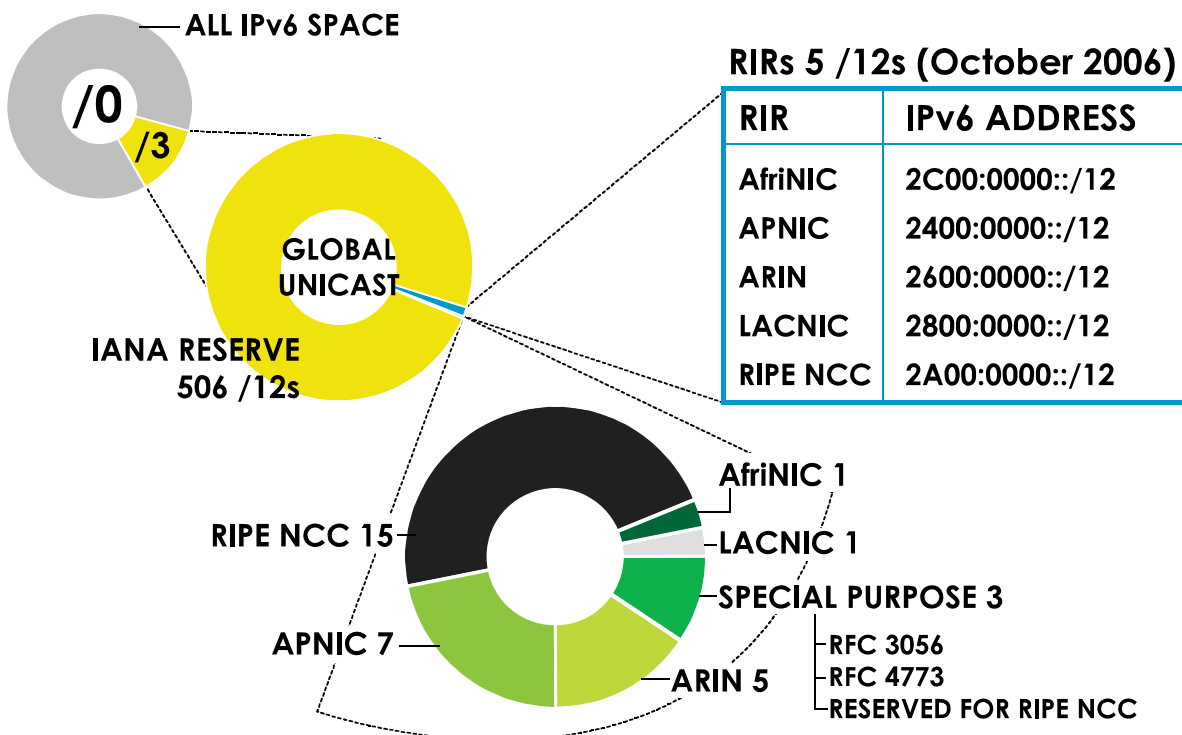 ALL IPv6 SPACE
/0
/3
GLOBAL
UNICAST
IANA RESERVE
506 /12s
RIRs 5 /12s (October 2006)
RIR IPv6 ADDRESS
AfriNIC 2C00:0000::/12
APNIC 2400:0000::/12
ARIN 2600:0000::/12
LACNIC 2800:0000::/12
RIPE NCC 2A00:0000::/12
AfriNIC 1
RIPE NCC 15
LACNIC 1
SPECIAL PURPOSE 3
RFC 3056
RFC 4773
RESERVED FOR RIPE NCC
APNIC 7
ARIN 5